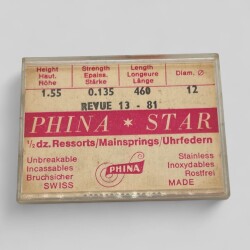 Height Strength Length
Haut. Epaiss. Longeure Diam. Ø
Höhe Stärke Länge
1.55 0.135 460 12
REVUE 13 - 81
PHINA * STAR
½ dz. Ressorts/Mainsprings/Uhrfedern
Unbreakable Stainless
Incassables Inoxydables
Bruchsicher PHINA Rostfrei
SWISS MADE